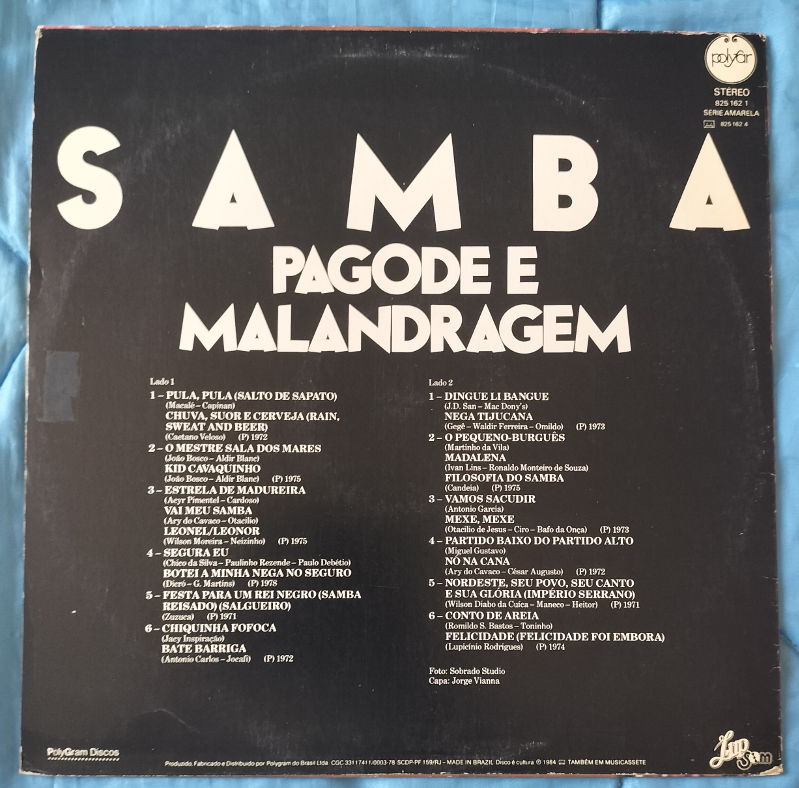 polyfar
STEREO
825 162 1
SERIE AMARELA
825 162 4
SAMBA
PAGODE E
MALANDRAGEM
Lado 1
1 – PULA, PULA (SALTO DE SAPATO)
(Macalé – Capinan)
CHUVA, SUOR E CERVEJA (RAIN,
SWEAT AND BEER)
(Caetano Veloso) (P) 1972
2 – O MESTRE SALA DOS MARES
(João Bosco – Aldir Blanc)
KID CAVAQUINHO
(João Bosco – Aldir Blanc) (P) 1975
3 – ESTRELA DE MADUREIRA
(Acyr Pimentel – Cardoso)
VAI MEU SAMBA
(Ary do Cavaco – Otacílio)
LEONEL/LEONOR
(Wilson Moreira – Neizinho) (P) 1975
4 – SEGURA EU
(Chico da Silva – Paulinho Rezende – Paulo Debétio)
BOTEI A MINHA NEGA NO SEGURO
(Dicró – G. Martins) (P) 1978
5 – FESTA PARA UM REI NEGRO (SAMBA
REISADO) (SALGUEIRO)
(Zuzuca) (P) 1971
6 – CHIQUINHA FOFOCA
(Jacy Inspiração)
BATE BARRIGA
(Antonio Carlos – Jocafi) (P) 1972
Lado 2
1 – DINGUE LI BANGUE
(J.D. San – Mac Dony's)
NEGA TIJUCANA
(Gegê – Waldir Ferreira – Omildo) (P) 1973
2 – O PEQUENO-BURGUÊS
(Martinho da Vila)
MADALENA
(Ivan Lins – Ronaldo Monteiro de Souza)
FILOSOFIA DO SAMBA
(Candeia) (P) 1975
3 – VAMOS SACUDIR
(Antonio Garcia)
MEXE, MEXE
(Otacilio de Jesus – Ciro – Bafo da Onça) (P) 1973
4 – PARTIDO BAIXO DO PARTIDO ALTO
(Miguel Gustavo)
NÓ NA CANA
(Ary do Cavaco – César Augusto) (P) 1972
5 – NORDESTE, SEU POVO, SEU CANTO
E SUA GLÓRIA (IMPÉRIO SERRANO)
(Wilson Diabo da Cuíca – Maneco – Heitor) (P) 1971
6 – CONTO DE AREIA
(Romildo S. Bastos – Toninho)
FELICIDADE (FELICIDADE FOI EMBORA)
(Lupicínio Rodrigues) (P) 1974
Foto: Sobrado Studio
Capa: Jorge Vianna
PolyGram Discos
Produzido, Fabricado e Distribuído por Polygram do Brasil Ltda CGC 33117411/0003-78 SCDP-PF 159/RJ – MADE IN BRAZIL Disco é cultura ℗ 1984 TAMBÉM EM MUSICASSETE